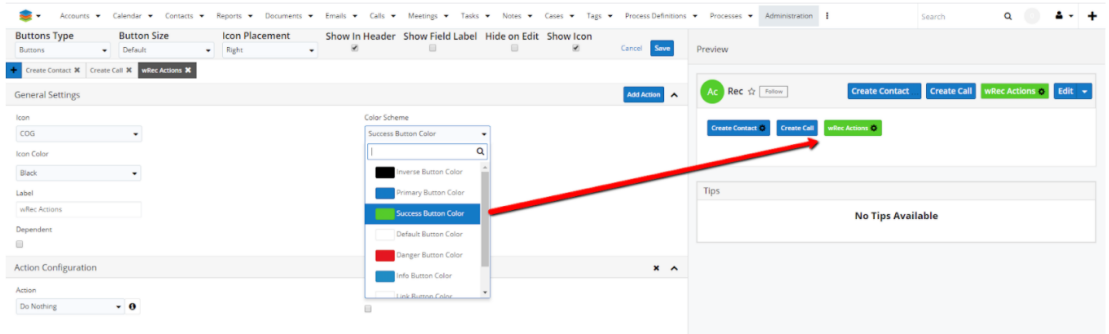 Accounts Calendar Contacts Reports Documents Emails Calls Meetings Tasks Notes Cases Tags Process Definitions Processes Administration Search
Buttons Type Button Size Icon Placement Show In Header Show Field Label Hide on Edit Show Icon
Buttons Default Right Cancel Save
Preview
Create Contact Create Call wRec Actions
General Settings Add Action
Ac Rec Follow Create Contact Create Call wRec Actions Edit
Icon Color Scheme
COG Success Button Color
Create Contact Create Call wRec Actions
Icon Color
Inverse Button Color
Black
Primary Button Color
Label
Tips
wRec Actions Success Button Color
No Tips Available
Dependent Default Button Color
Danger Button Color
Action Configuration
Info Button Color
Action
Link Button Color
Do Nothing